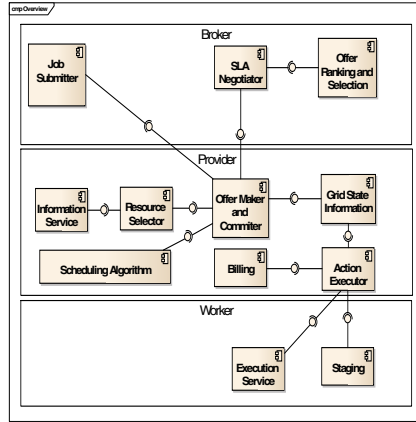 cmp Overview
Broker
Job
Submitter
SLA
Negotiator
Offer
Ranking and
Selection
Provider
Information
Service
Resource
Selector
Offer Maker
and
Commiter
Grid State
Information
Scheduling Algorithm
Billing
Action
Executor
Worker
Execution
Service
Staging